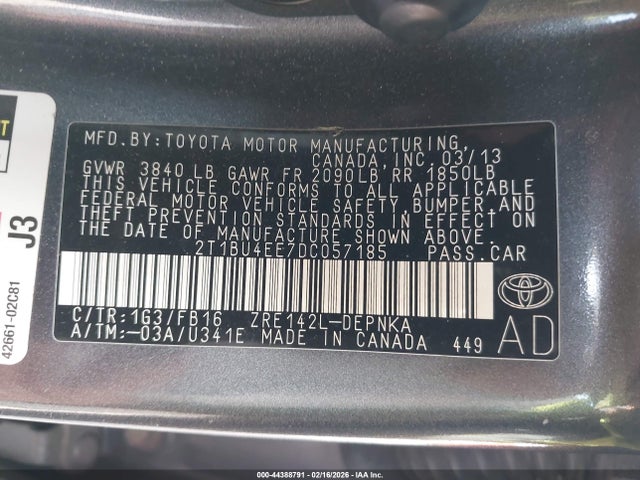 MFD.BY:TOYOTA MOTOR MANUFACTURING,
CANADA,INC.03/13
GVWR 3840 LB GAWR FR 2090LB,RR 1850LB
THIS VEHICLE CONFORMS TO ALL APPLICABLE
FEDERAL MOTOR VEHICLE SAFETY, BUMPER,AND
THEFT PREVENTION STANDARDS IN EFFECT ON
THE DATE OF MANUFACTURE SHOWN ABOVE.
2T1BU4EE7DC057185 PASS.CAR
C/TR:1G3/FB16 ZRE142L-DEPNKA
A/TM:-03A/U341E MADE IN CANADA 449
AD
J3
42661-02C81
000-44388791 - 02/16/2026 - IAA Inc.